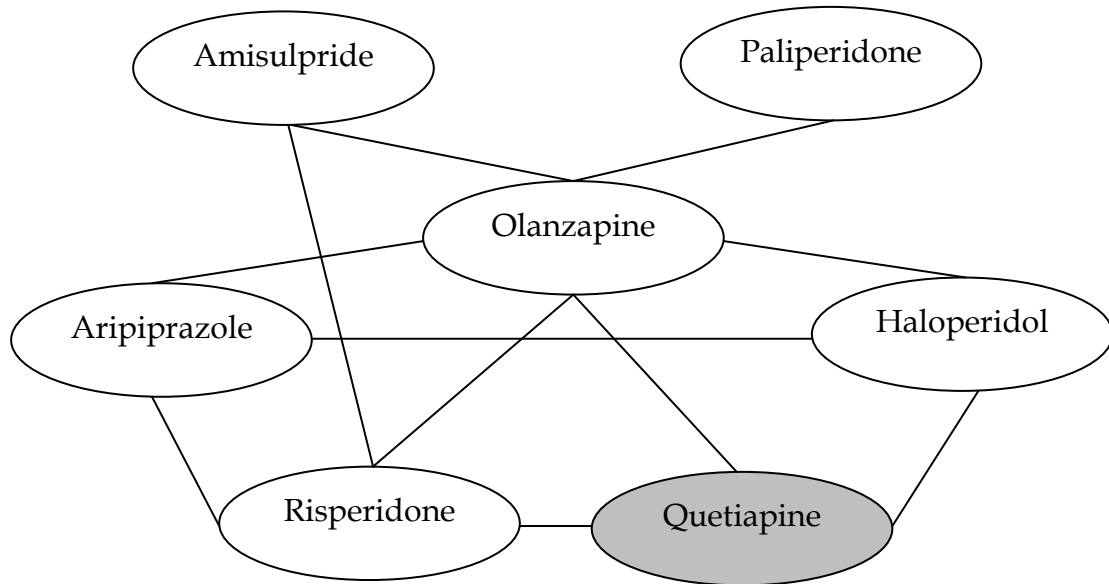 Amisulpride
Paliperidone
Olanzapine
Aripiprazole
Haloperidol
Risperidone
Quetiapine